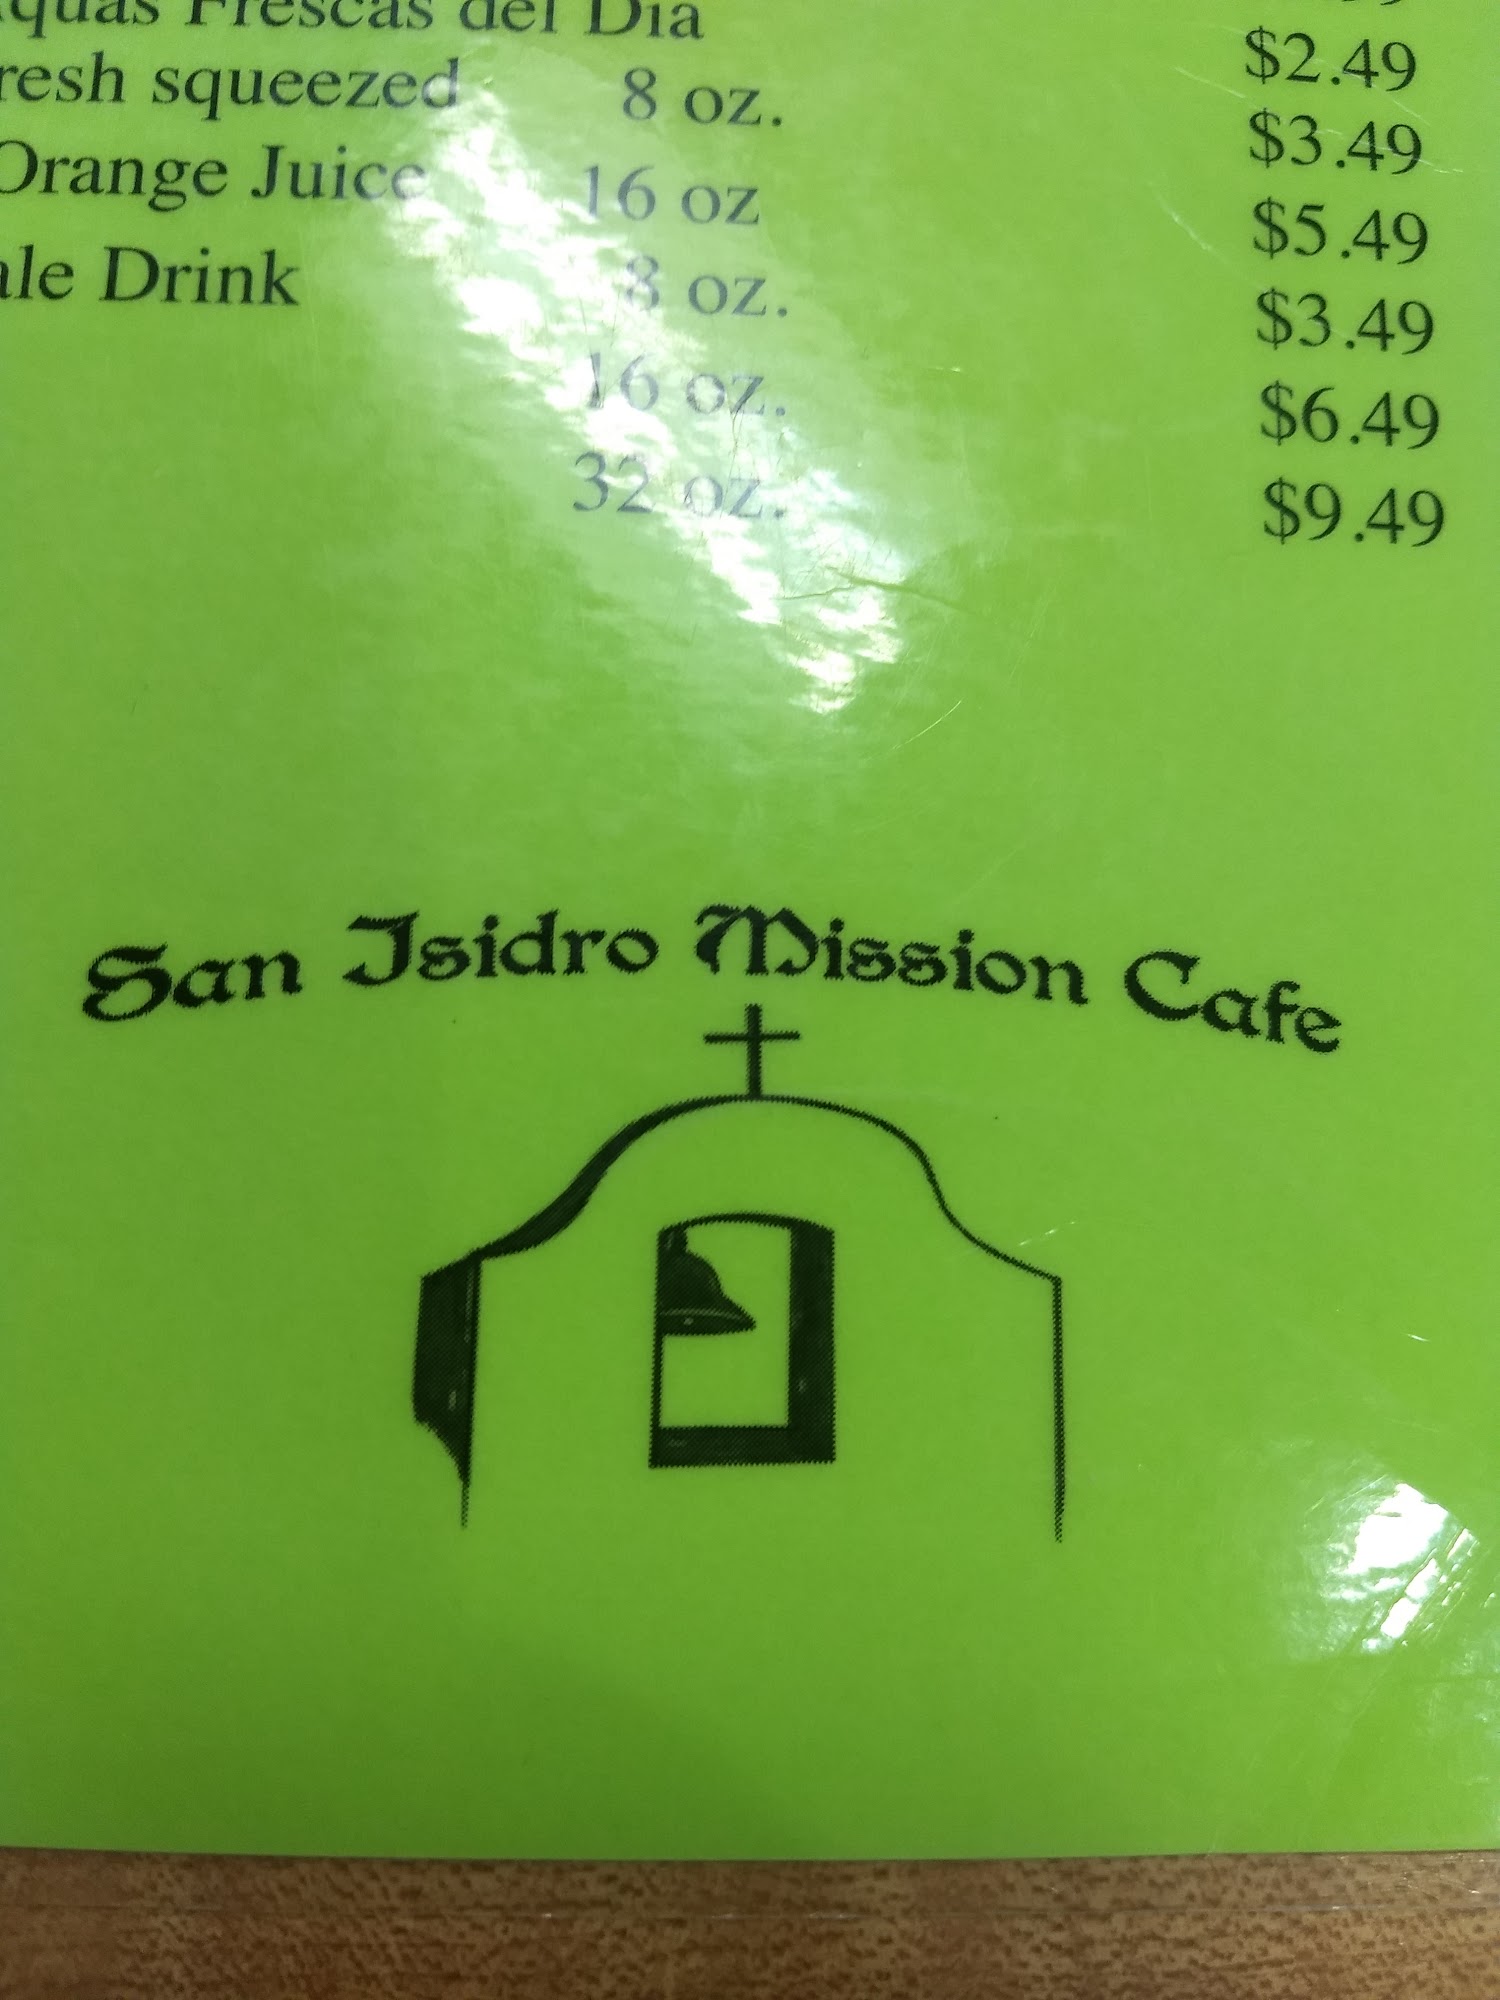 Aguas Frescas del Dia $2.49
resh squeezed 8 oz. $3.49
Orange Juice 16 oz $5.49
ale Drink 8 oz. $3.49
16 oz. $6.49
32 oz. $9.49
San Isidro Mission Cafe